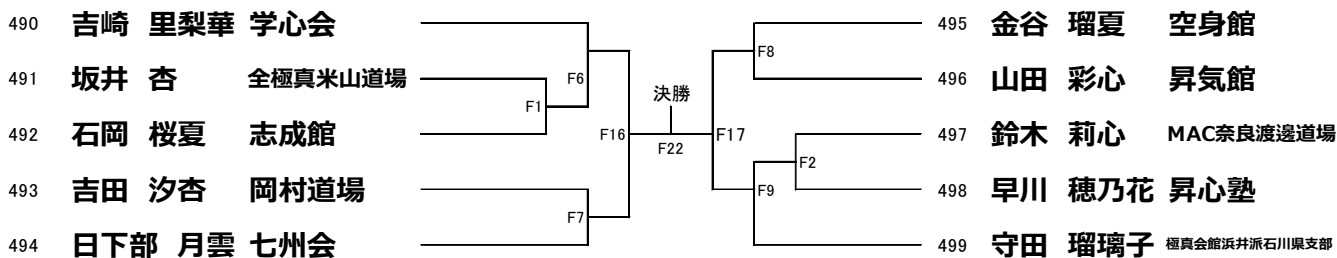 490 吉崎 里梨華 学心会
491 坂井 杏 全極真米山道場
492 石岡 桜夏 志成館
493 吉田 汐杏 岡村道場
494 日下部 月雲 七州会
F6
F1
F16
F7
決勝
F22
F8
F17
F2
F9
495 金谷 瑠夏 空身館
496 山田 彩心 昇気館
497 鈴木 莉心 MAC奈良渡邊道場
498 早川 穂乃花 昇心塾
499 守田 瑠璃子 極真会館浜井派石川県支部